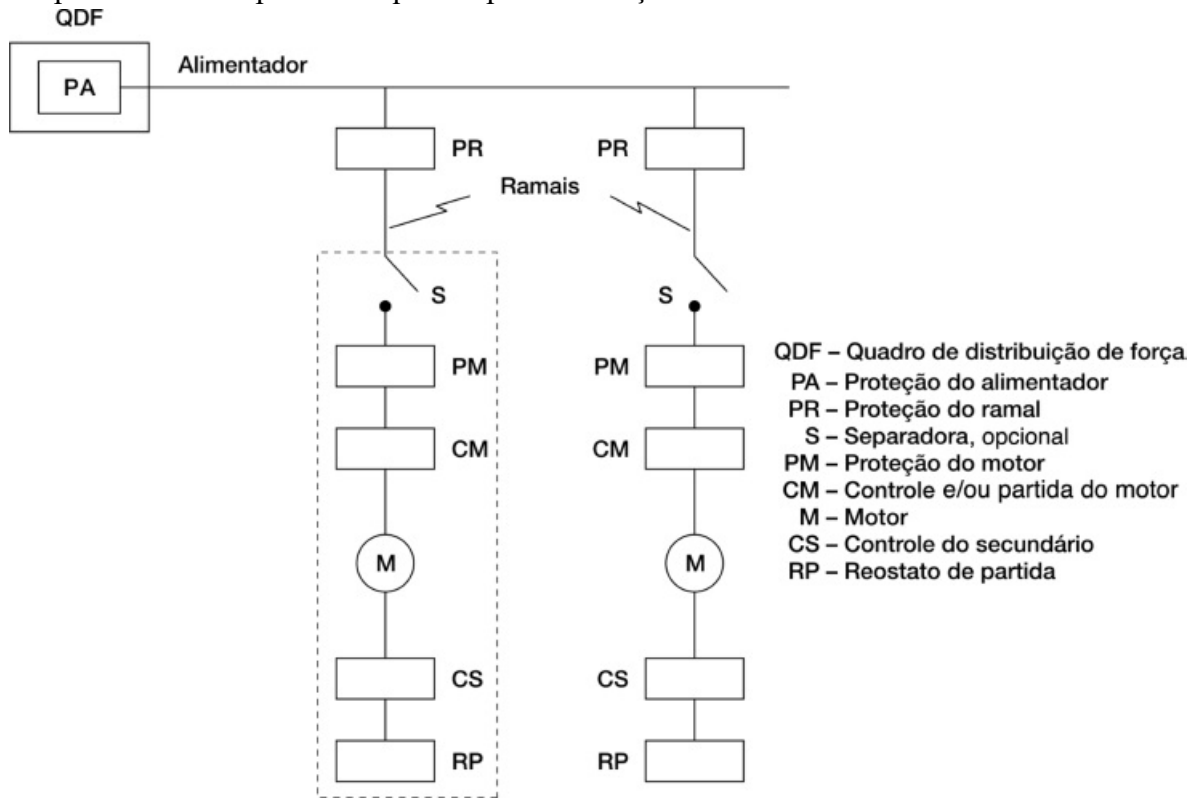 QDF
PA
Alimentador
PR
PR
Ramais
S
S
PM
PM
CM
CM
M
M
CS
CS
RP
RP
QDF – Quadro de distribuição de força
PA – Proteção do alimentador
PR – Proteção do ramal
S – Separadora, opcional
PM – Proteção do motor
CM – Controle e/ou partida do motor
M – Motor
CS – Controle do secundário
RP – Reostato de partida